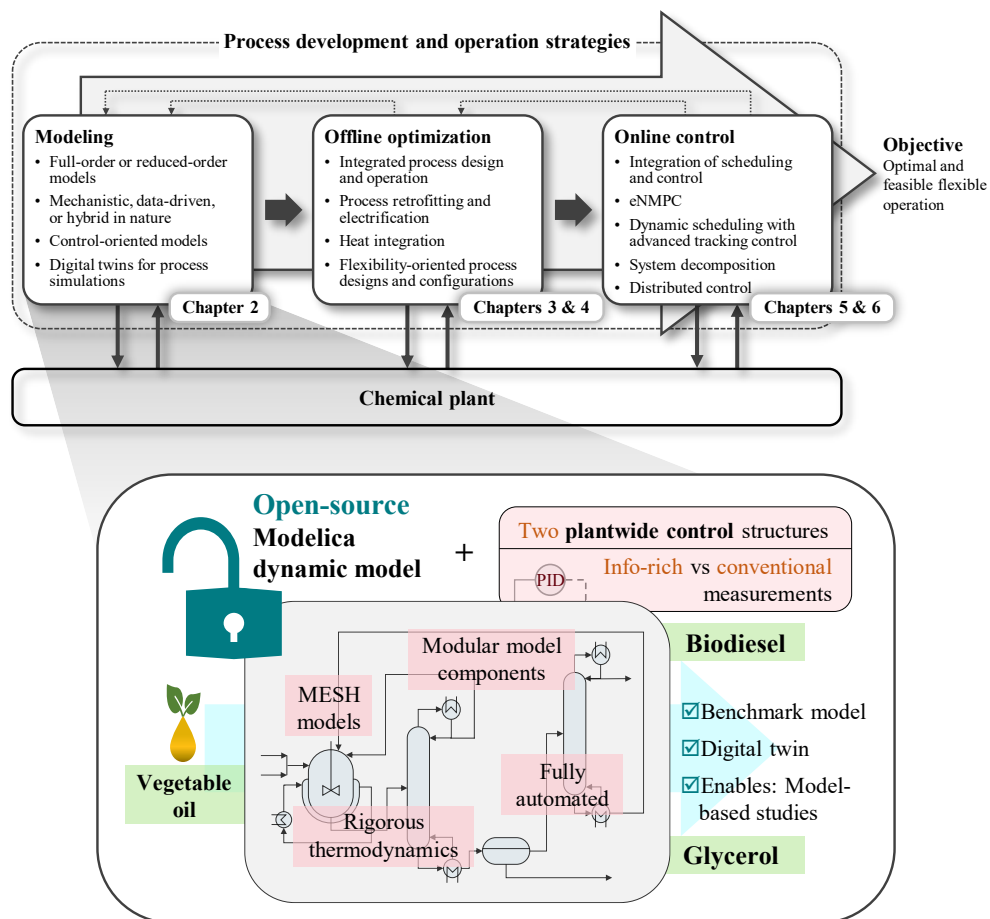 Process development and operation strategies
Modeling
• Full-order or reduced-order
models
• Mechanistic, data-driven,
or hybrid in nature
• Control-oriented models
• Digital twins for process
simulations
Chapter 2
Offline optimization
• Integrated process design
and operation
• Process retrofitting and
electrification
• Heat integration
• Flexibility-oriented process
designs and configurations
Chapters 3 & 4
Online control
• Integration of scheduling
and control
• eNMPC
• Dynamic scheduling with
advanced tracking control
• System decomposition
• Distributed control
Chapters 5 & 6
Objective
Optimal and
feasible flexible
operation
Chemical plant
Open-source
Modelica
dynamic model
+
Two plantwide control structures
Info-rich vs conventional
measurements
PID
Modular model
components
MESH
models
Fully
automated
Rigorous
thermodynamics
Vegetable
oil
Biodiesel
☑Benchmark model
☑Digital twin
☑Enables: Model-
based studies
Glycerol